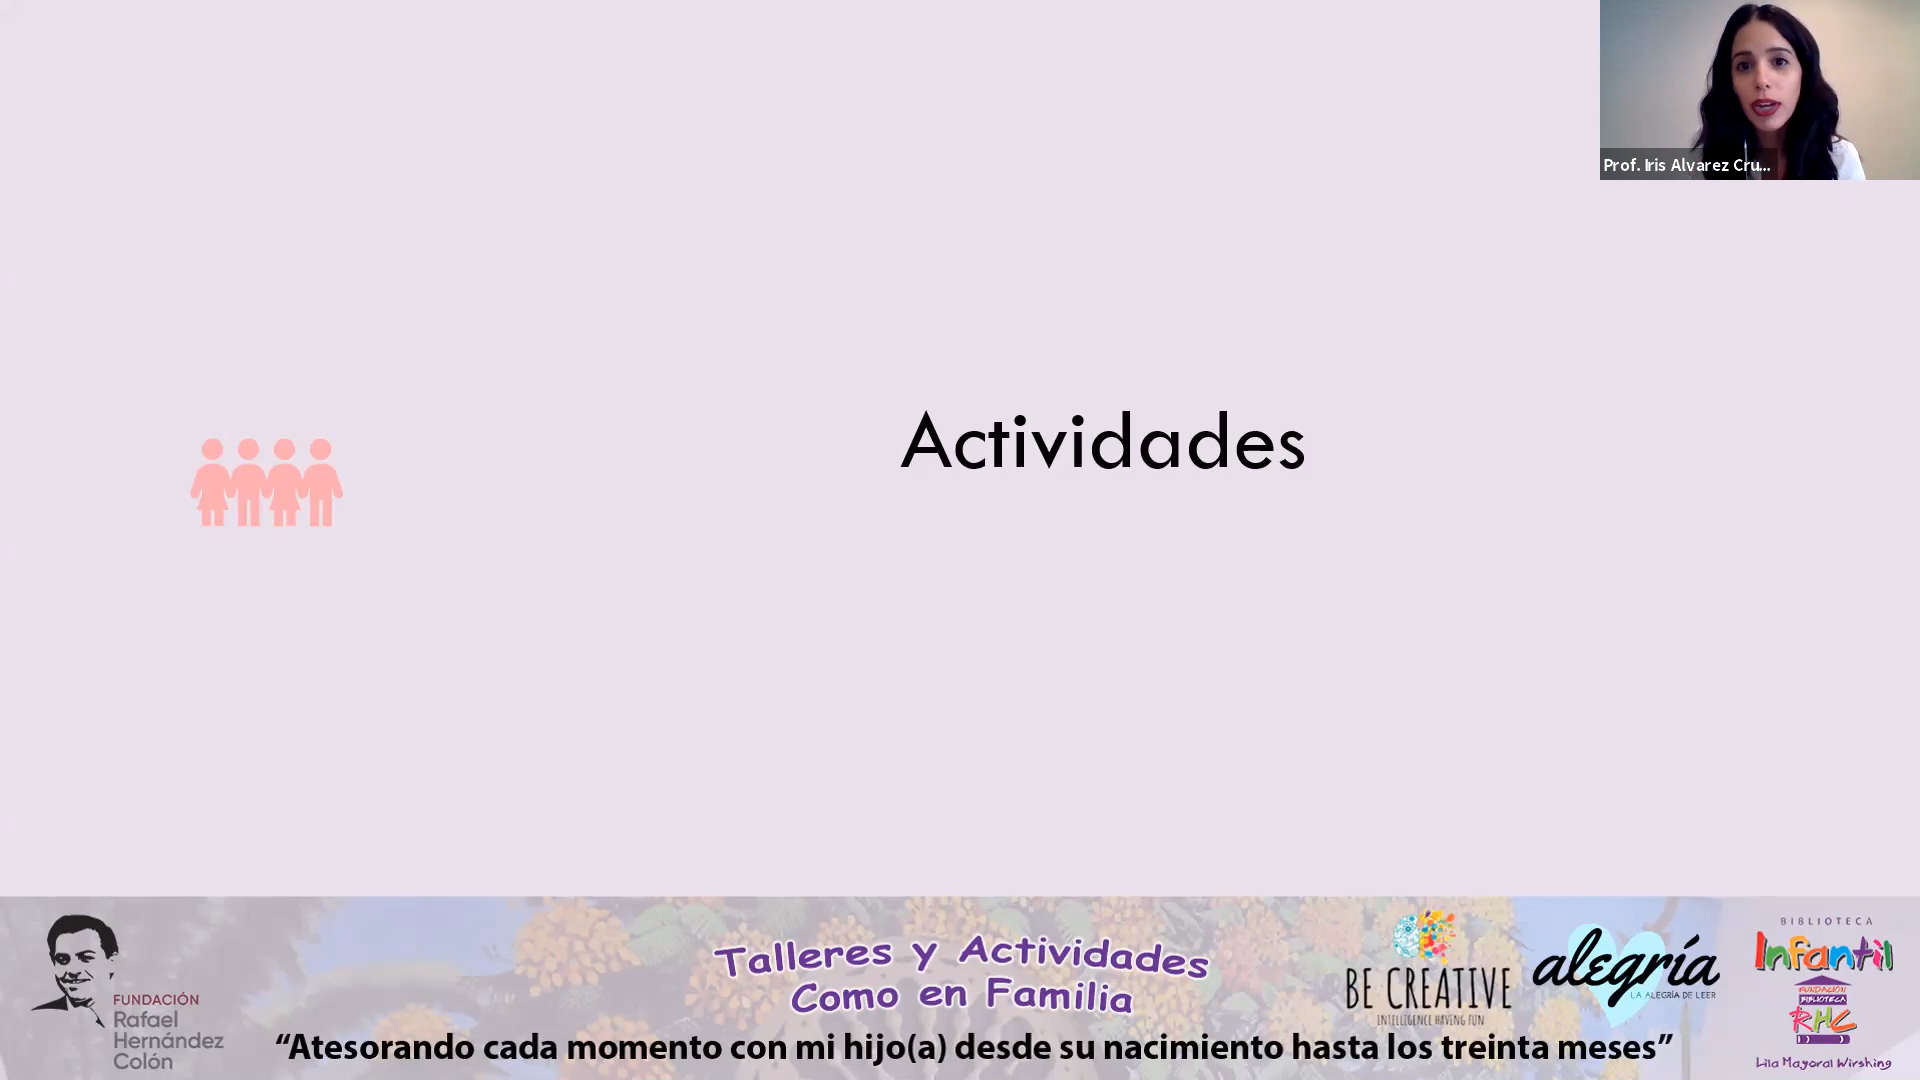 Prof. Iris Alvarez Cru...
Actividades
FUNDACIÓN
Rafael
Hernández
Colón
Talleres y Actividades
Como en Familia
“Atesorando cada momento con mi hijo(a) desde su nacimiento hasta los treinta meses”
BE CREATIVE
INTELLIGENCE HAVING FUN
alegría
LA ALEGRÍA DE LEER
BIBLIOTECA
Infantil
FUNDACIÓN
BIBLIOTECA
RHC
Lila Mayoral Wirshing